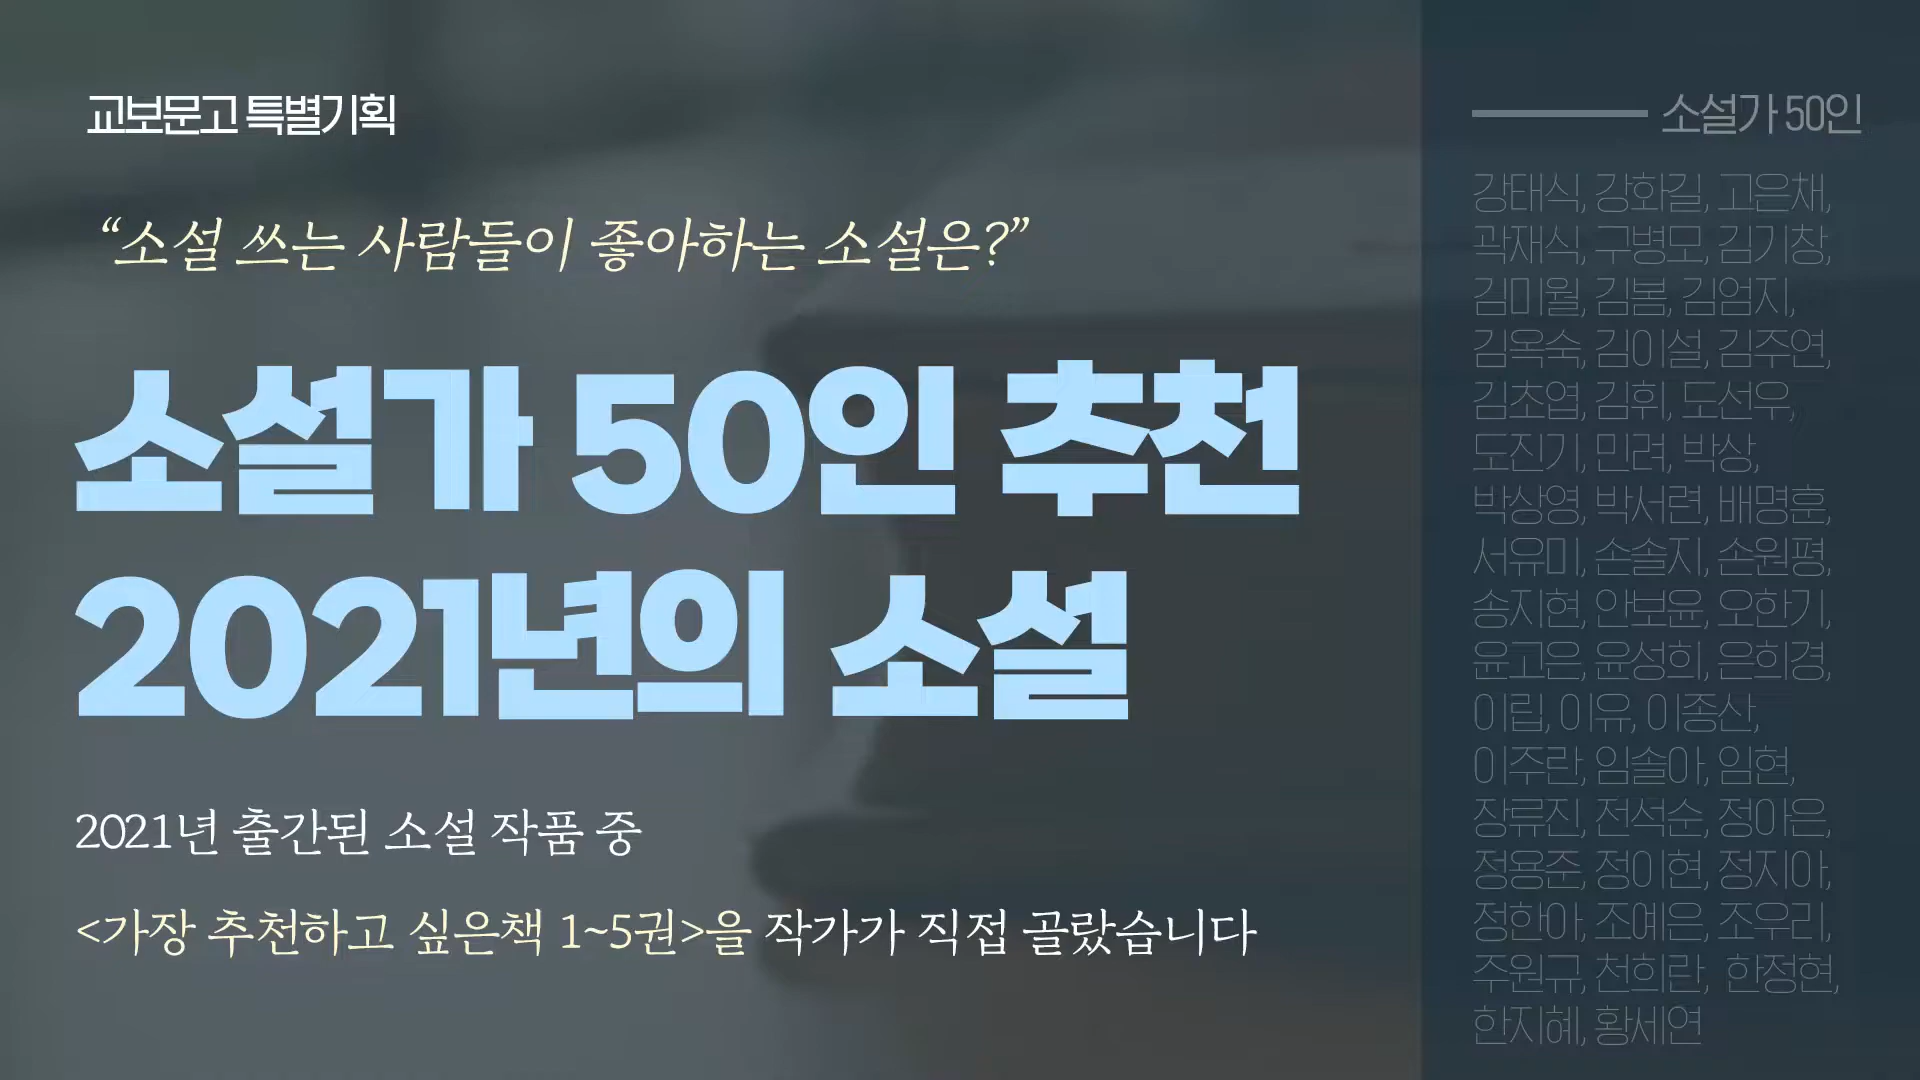 교보문고 특별기획
“소설 쓰는 사람들이 좋아하는 소설은?”
소설가 50인 추천
2021년의 소설
2021년 출간된 소설 작품 중
<가장 추천하고 싶은책 1~5권>을 작가가 직접 골랐습니다
소설가 50인
강태식, 강화길, 고은채,
곽재식, 구병모, 김기창,
김미월, 김봄, 김엄지,
김옥숙, 김이설, 김주연,
김초엽, 김휘, 도선우,
도진기, 민려, 박상,
박상영, 박서련, 배명훈,
서유미, 손솔지, 손원평,
송지현, 안보윤, 오한기,
윤고은, 윤성희, 은희경,
이립, 이유, 이종산,
이주란, 임솔아, 임현,
장류진, 전석순, 정아은,
정용준, 정이현, 정지아,
정한아, 조예은, 조우리,
주원규, 천희란, 한정현,
한지혜, 황세연